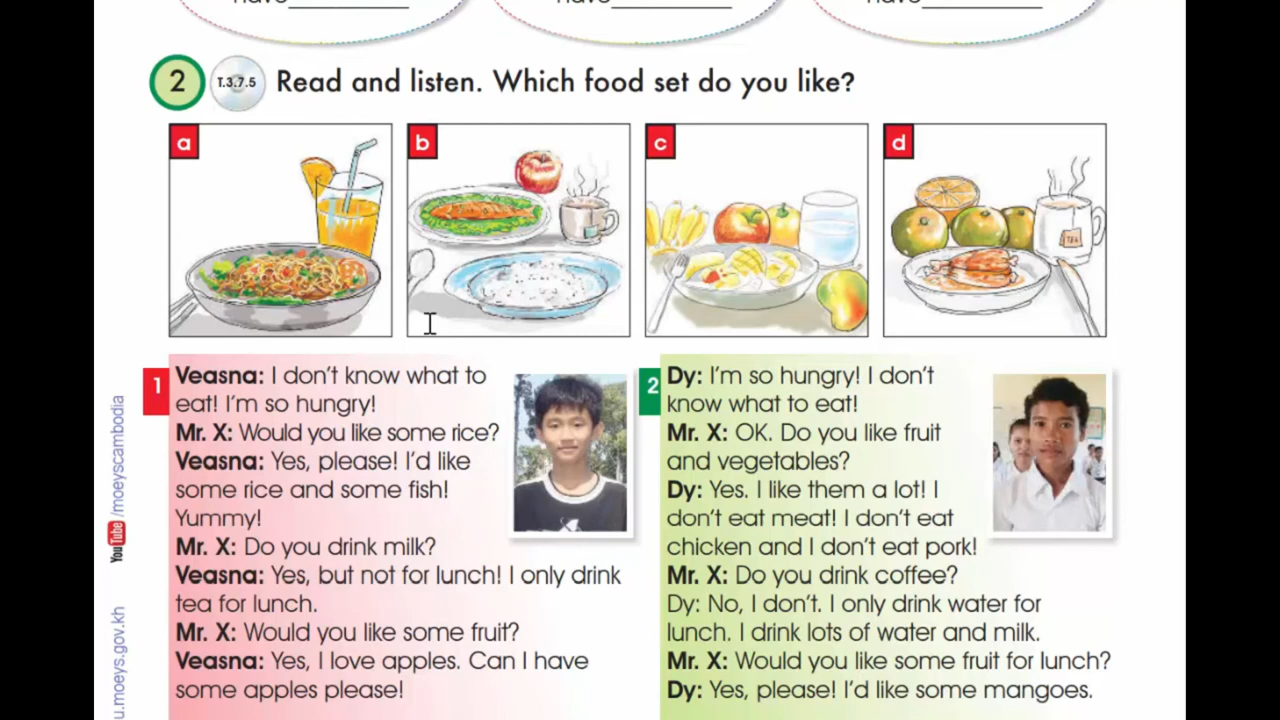 have__________ have__________ have__________
2 T.3.7.5 Read and listen. Which food set do you like?
a b c d
TEA
1
Veasna: I don't know what to
eat! I'm so hungry!
Mr. X: Would you like some rice?
Veasna: Yes, please! I'd like
some rice and some fish!
Yummy!
Mr. X: Do you drink milk?
Veasna: Yes, but not for lunch! I only drink
tea for lunch.
Mr. X: Would you like some fruit?
Veasna: Yes, I love apples. Can I have
some apples please!
2
Dy: I'm so hungry! I don't
know what to eat!
Mr. X: OK. Do you like fruit
and vegetables?
Dy: Yes. I like them a lot! I
don't eat meat! I don't eat
chicken and I don't eat pork!
Mr. X: Do you drink coffee?
Dy: No, I don't. I only drink water for
lunch. I drink lots of water and milk.
Mr. X: Would you like some fruit for lunch?
Dy: Yes, please! I'd like some mangoes.
YouTube /moeyscambodia
u.moeys.gov.kh